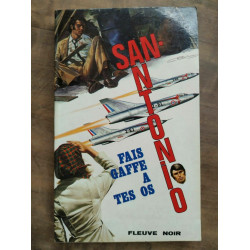 SAN-
ANTONIO
FAIS
GAFFE
A
TES OS
FLEUVE NOIR